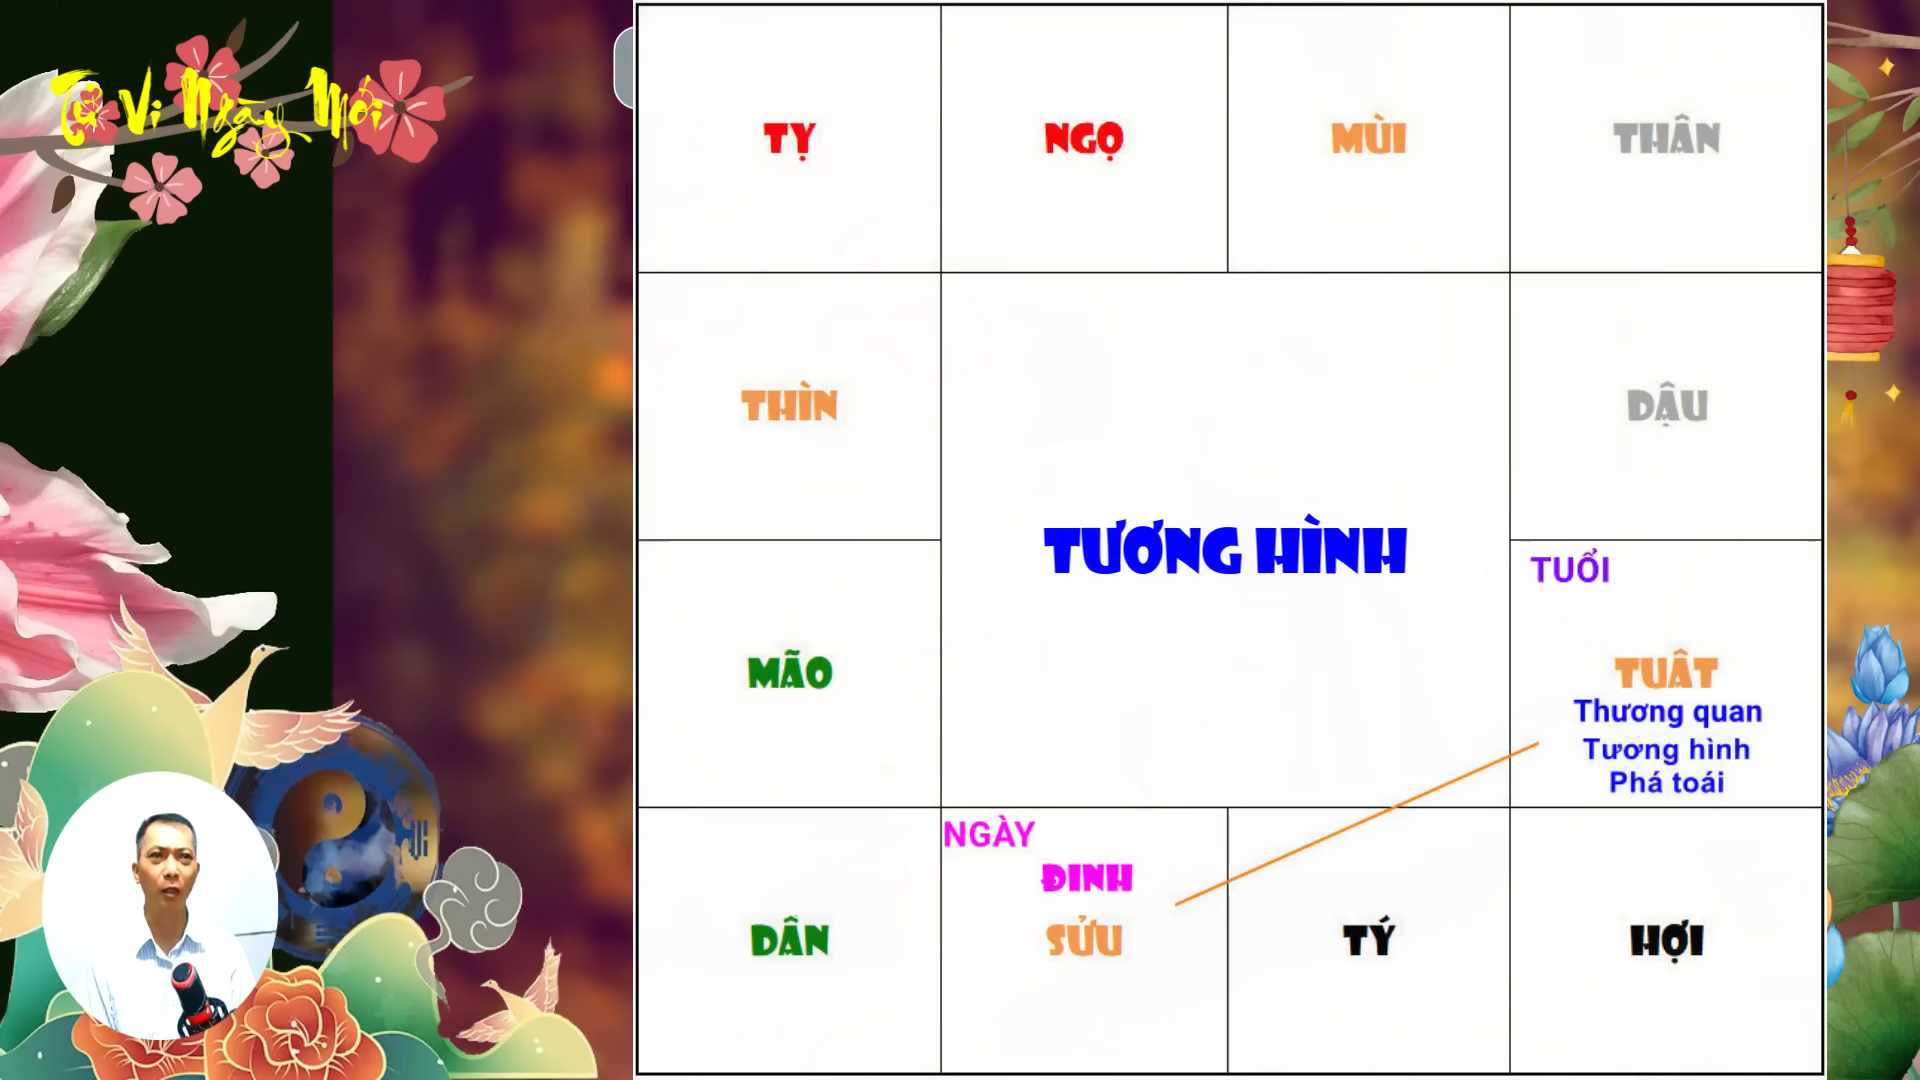 Tử Vi Ngày Mới
TỴ
NGỌ
MÙI
THÂN
THÌN
DẬU
TƯƠNG HÌNH
TUỔI
MÃO
TUẤT
Thương quan
Tương hình
Phá toái
NGÀY
ĐINH
DẦN
SỬU
TÝ
HỢI